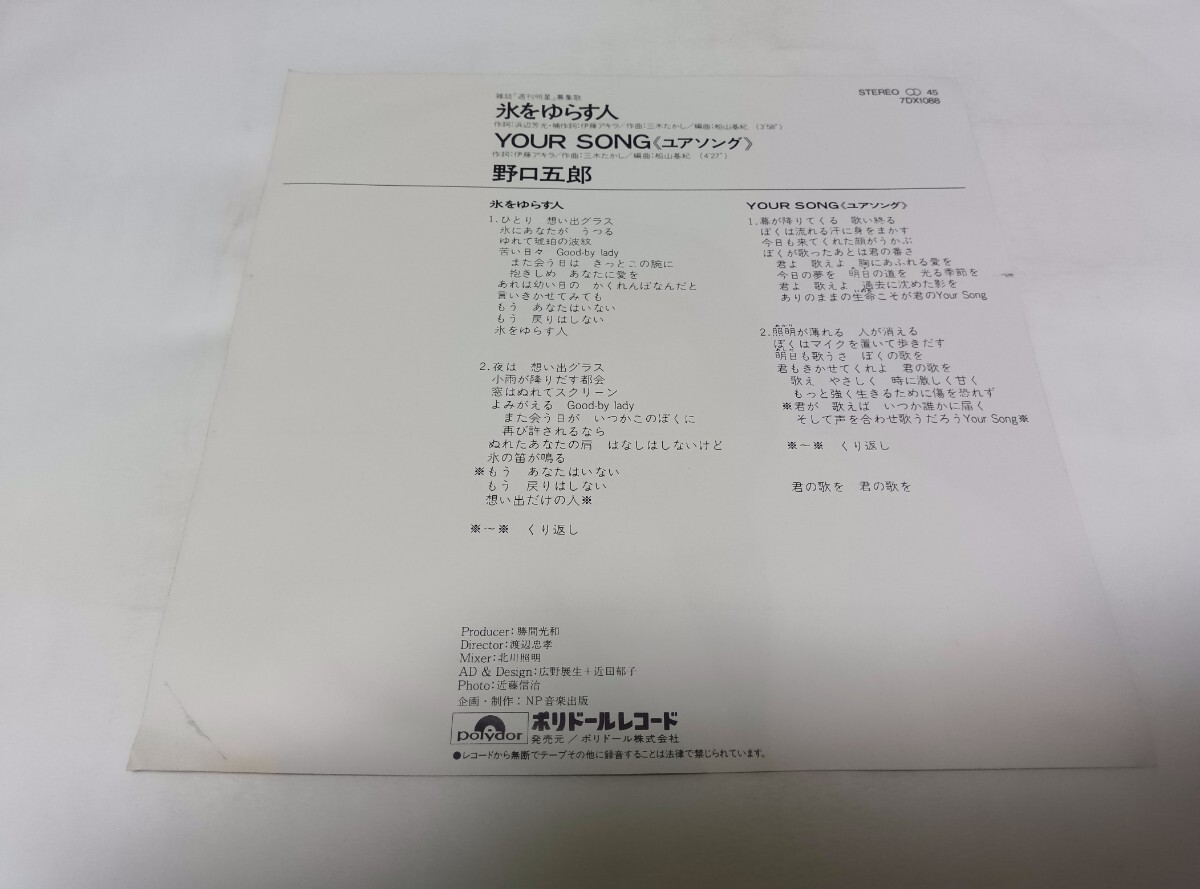 雑誌「週刊明星」募集歌
氷をゆらす人
作詞:浜辺芳光・補作詞:伊藤アキラ/作曲:三木たかし/編曲:船山基紀 (3′58″)
YOUR SONG《ユアソング》
作詞:伊藤アキラ/作曲:三木たかし/編曲:船山基紀 (4′27″)
野口五郎
STEREO 45
7DX1088
氷をゆらす人
1.ひとり 想い出グラス
氷にあなたが うつる
ゆれて琥珀の波紋
苦い日々 Good-by lady
また会う日は きっとこの腕に
抱きしめ あなたに愛を
あれは幼い日の かくれんぼなんだと
言いきかせてみても
もう あなたはいない
もう 戻りはしない
氷をゆらす人
2.夜は 想い出グラス
小雨が降りだす都会
窓はぬれてスクリーン
よみがえる Good-by lady
また会う日が いつかこのぼくに
再び許されるなら
ぬれたあなたの肩 はなしはしないけど
氷の笛が鳴る
※もう あなたはいない
もう 戻りはしない
想い出だけの人※
※〜※ くり返し
YOUR SONG《ユアソング》
1.幕が降りてくる 歌い終る
ぼくは流れる汗に身をまかす
今日も来てくれた顔がうかぶ
ぼくが歌ったあとは君の番さ
君よ 歌えよ 胸にあふれる愛を
今日の夢を 明日の道を 光る季節を
君よ 歌えよ 過去に沈めた影を
ありのままの生命こそが君のYour Song
2.照明が薄れる 人が消える
ぼくはマイクを置いて歩きだす
明日も歌うさ ぼくの歌を
君もきかせてくれよ 君の歌を
歌え やさしく 時に激しく甘く
もっと強く生きるために傷を恐れず
※君が 歌えば いつか誰かに届く
そして声を合わせ歌うだろうYour Song※
※〜※ くり返し
君の歌を 君の歌を
Producer:勝間光和
Director:渡辺忠孝
Mixer:北川照明
AD & Design:広野展生+近田郁子
Photo:近藤信治
企画・制作:NP音楽出版
polydor ポリドールレコード
発売元/ポリドール株式会社
●レコードから無断でテープその他に録音することは法律で禁じられています。